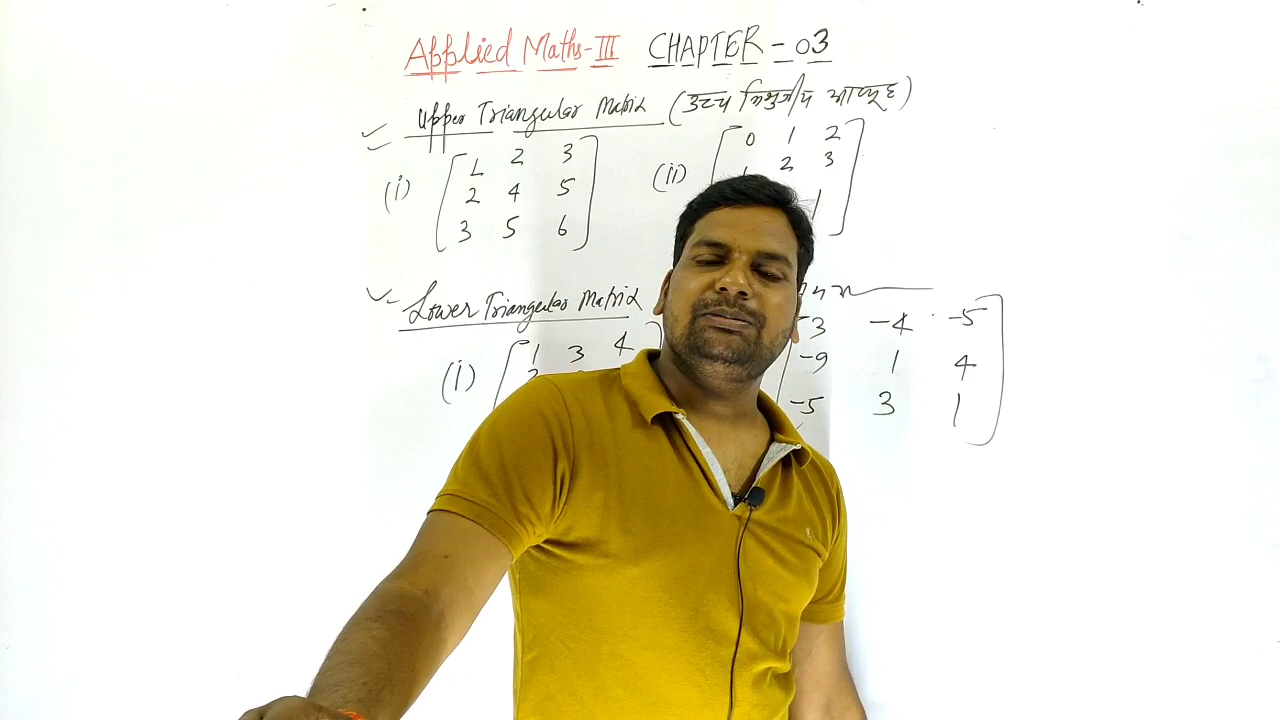 Applied Maths-III CHAPTER - 03
Upper Triangular Matrix (उच्च त्रिभुजीय आव्यूह)
(i) [ 1 2 3 (ii) [ 0 1 2
2 4 5 2 3
3 5 6 ] 1 ]
Lower Triangular Matrix
(i) [ 1 3 4 -3 -4 -5
-9 1 4
-5 3 1 ]